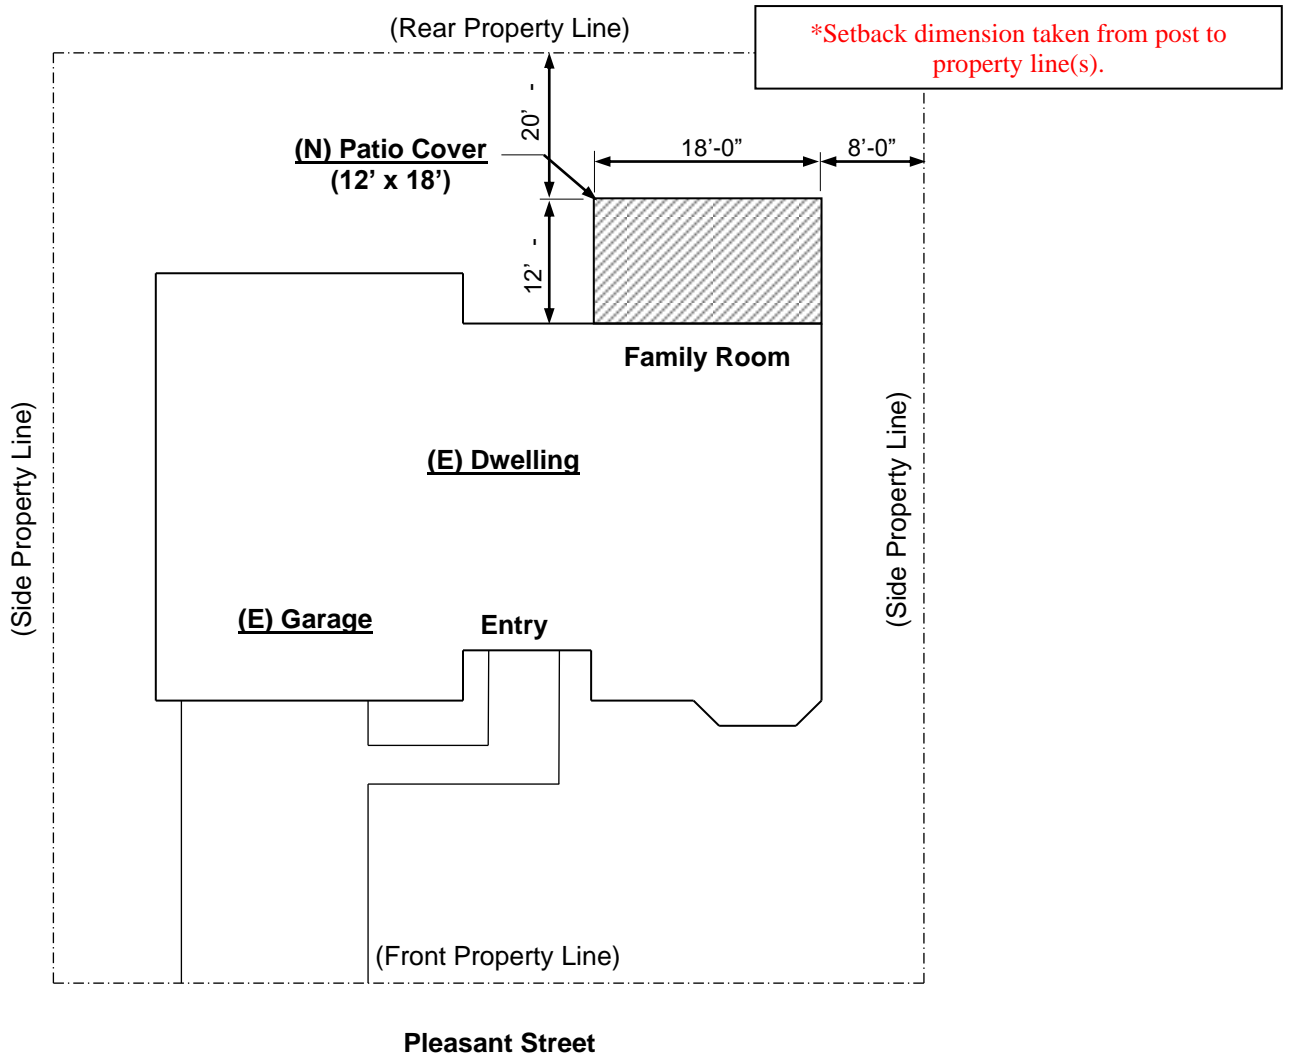 (Rear Property Line)
*Setback dimension taken from post to
property line(s).
20’ -
(N) Patio Cover
(12’ x 18’)
18’-0”
8’-0”
12’ -
Family Room
(Side Property Line)
(E) Dwelling
(Side Property Line)
(E) Garage
Entry
(Front Property Line)
Pleasant Street